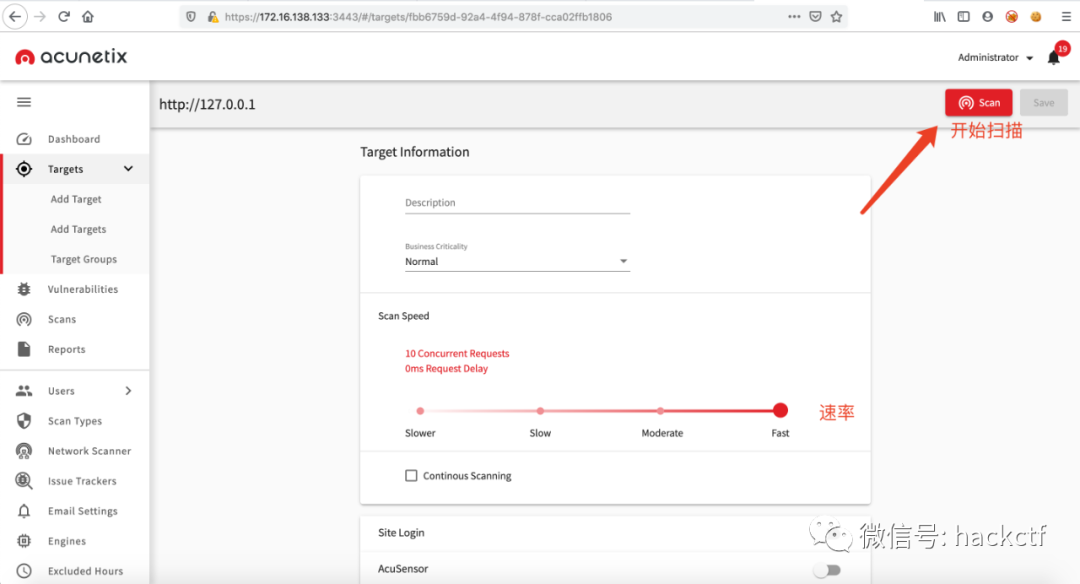 https://172.16.138.133:3443/#/targets/fbb6759d-92a4-4f94-878f-cca02ffb1806
acunetix
Administrator
19
http://127.0.0.1
Scan
Save
开始扫描
Dashboard
Targets
Add Target
Add Targets
Target Groups
Vulnerabilities
Scans
Reports
Users
Scan Types
Network Scanner
Issue Trackers
Email Settings
Engines
Excluded Hours
Target Information
Description
Business Criticality
Normal
Scan Speed
10 Concurrent Requests
0ms Request Delay
速率
Slower
Slow
Moderate
Fast
Continous Scanning
Site Login
AcuSensor
微信号: hackctf